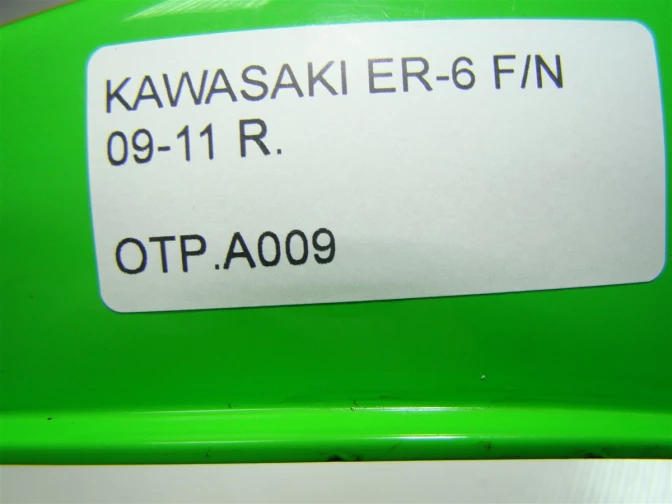 KAWASAKI ER-6 F/N
09-11 R.
OTP.A009